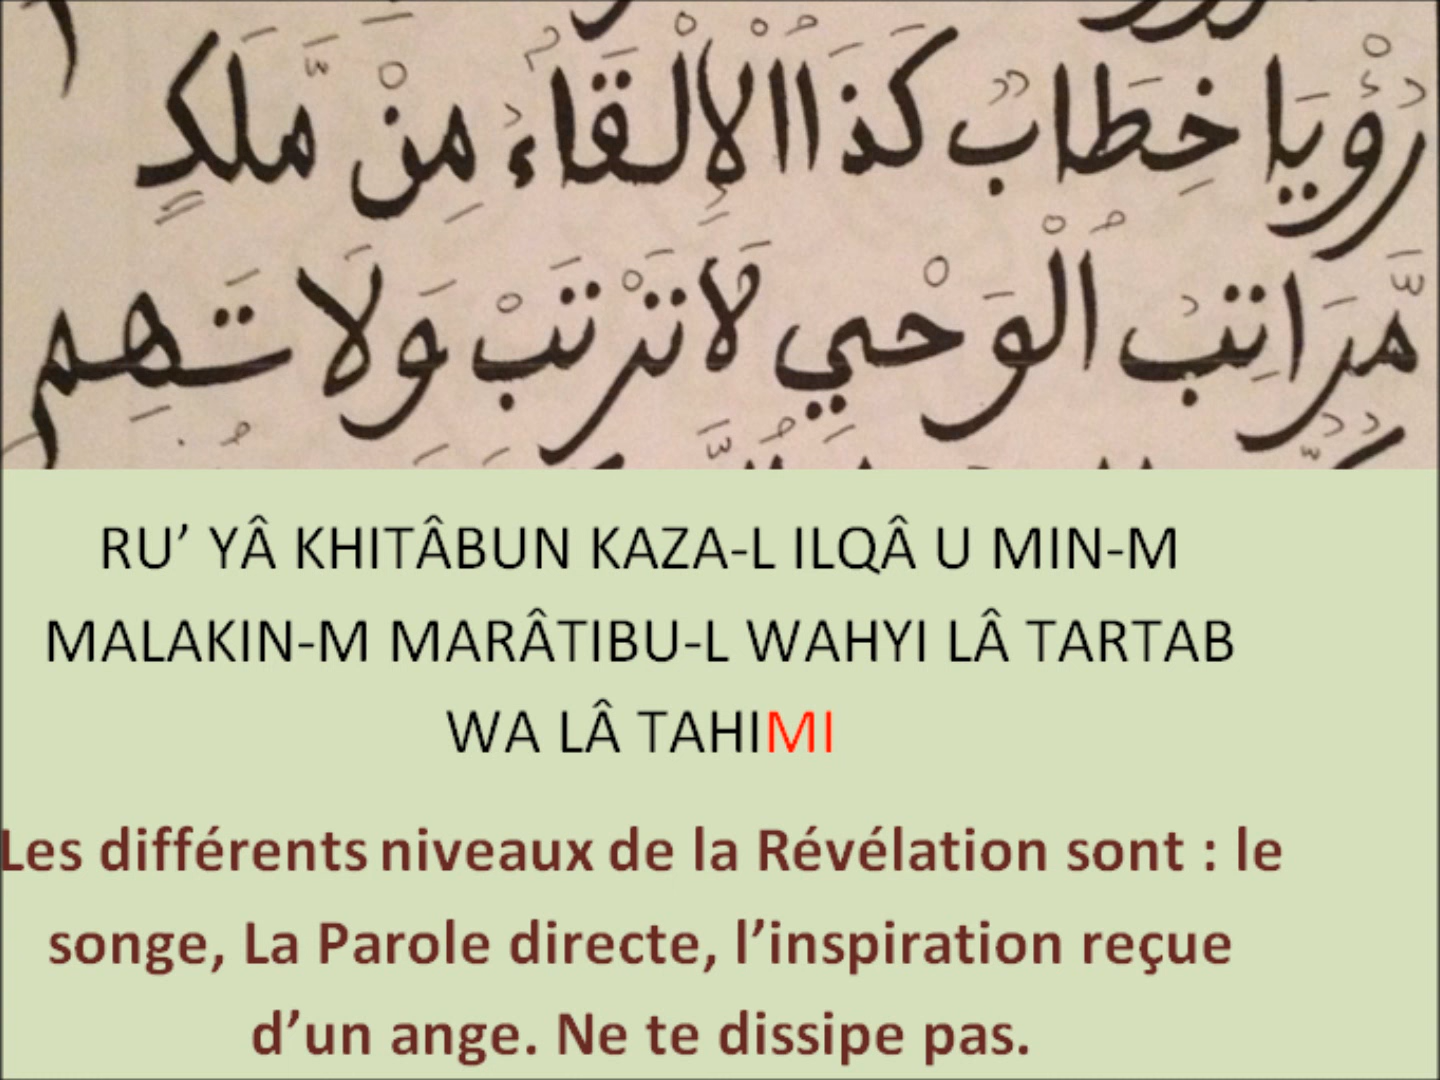 رُؤْيَا خِطَابٌ كَذَا الْإِلْقَاءُ مِنْ مَّلَكٍ
مَّرَاتِبُ الْوَحْيِ لَا تَرْتَبْ وَلَا تَهِمِ
RU’ YÂ KHITÂBUN KAZA-L ILQÂ U MIN-M
MALAKIN-M MARÂTIBU-L WAHYI LÂ TARTAB
WA LÂ TAHIMI
Les différents niveaux de la Révélation sont : le
songe, La Parole directe, l’inspiration reçue
d’un ange. Ne te dissipe pas.